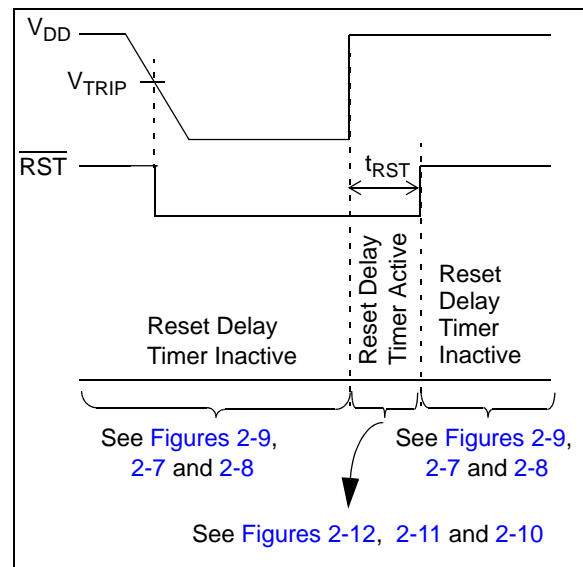 VDD
VTRIP
RST
tRST
Reset Delay
Timer Inactive
Reset Delay
Timer Active
Reset
Delay
Timer
Inactive
See Figures 2-9,
2-7 and 2-8
See Figures 2-9,
2-7 and 2-8
See Figures 2-12, 2-11 and 2-10